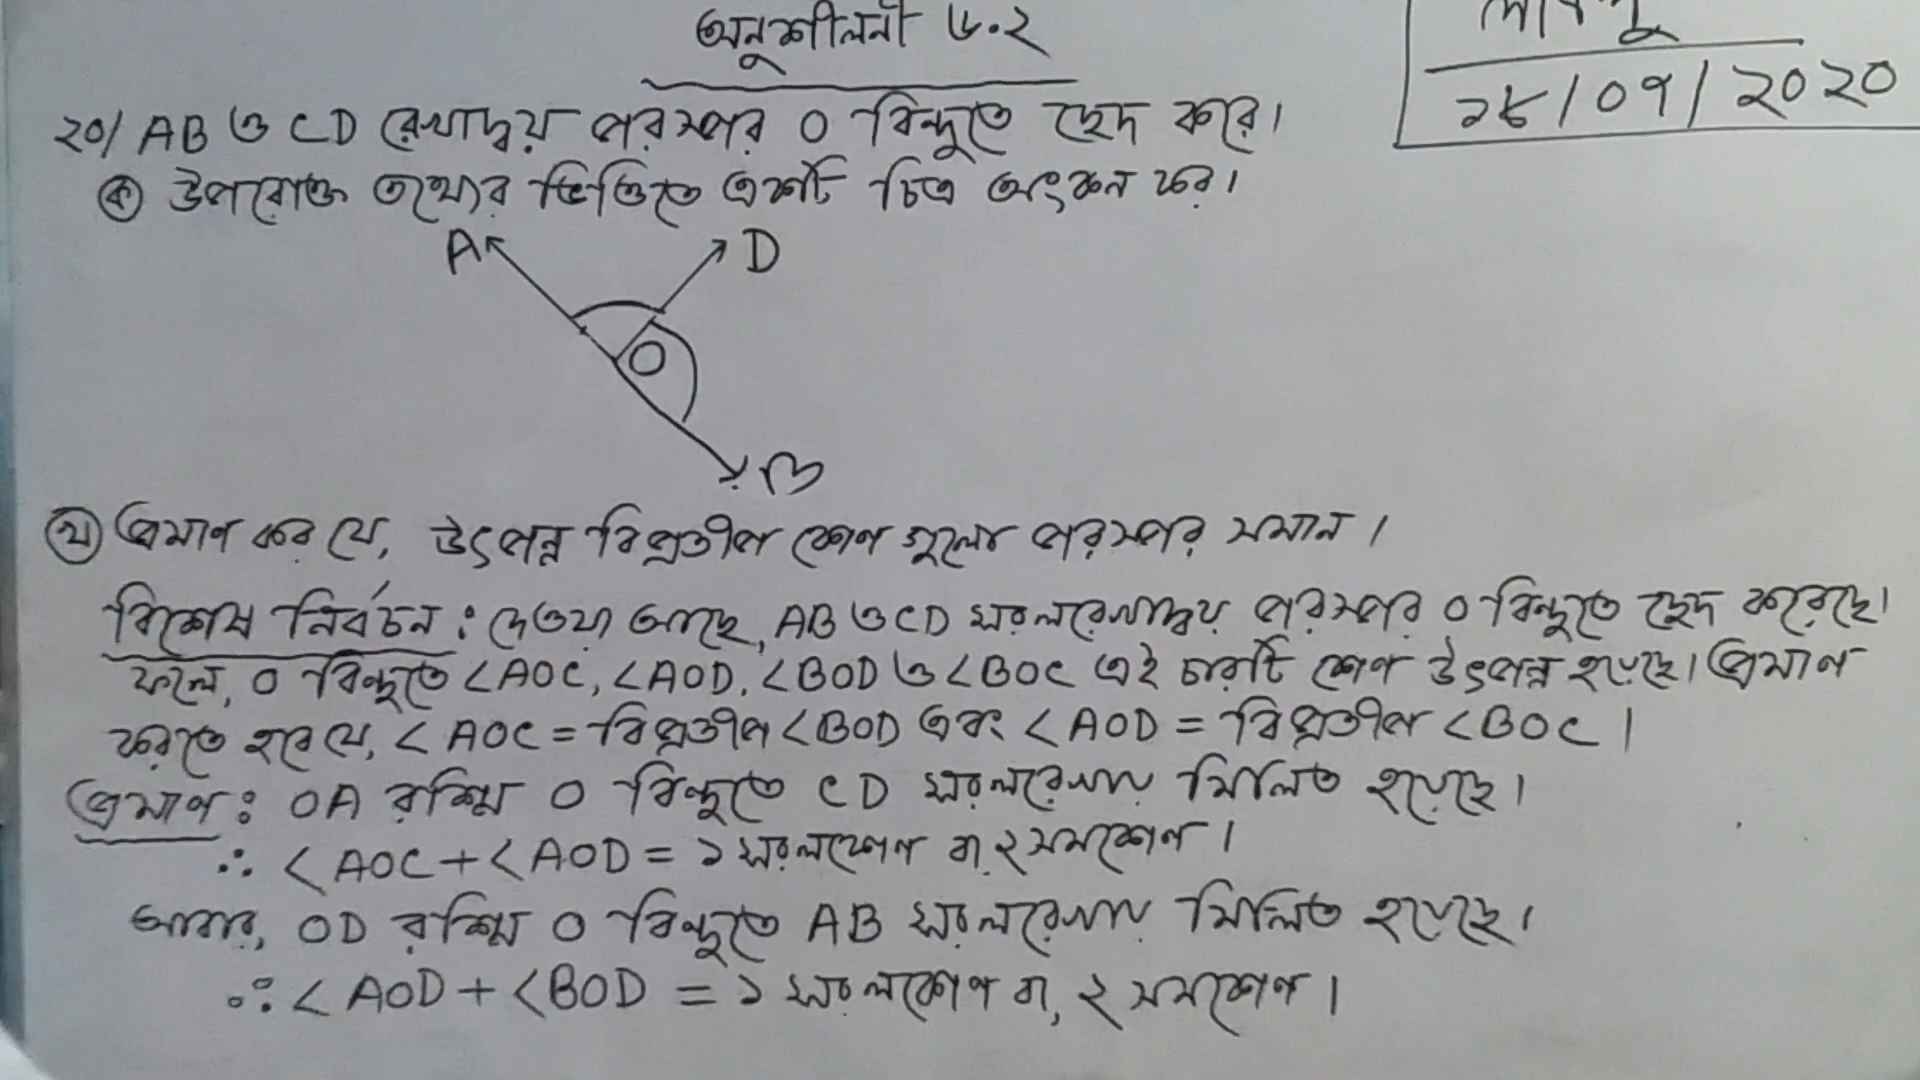 অনুশীলনী ৬.২
২৮/০৭/২০২০
২০/ AB ও CD রেখাদ্বয় পরস্পর O বিন্দুতে ছেদ করে।
ক উপরোক্ত তথ্যের ভিত্তিতে একটি চিত্র অংকন কর।
A D
O
B
খ প্রমাণ কর যে, উৎপন্ন বিপ্রতীপ কোণ গুলো পরস্পর সমান।
বিশেষ নির্বচন: দেওয়া আছে, AB ও CD সরলরেখাদ্বয় পরস্পর O বিন্দুতে ছেদ করেছে।
ফলে, O বিন্দুতে <AOC, <AOD, <BOD ও <BOC এই চারটি কোণ উৎপন্ন হয়েছে। প্রমাণ
করতে হবে যে, < AOC = বিপ্রতীপ <BOD এবং < AOD = বিপ্রতীপ <BOC।
প্রমাণ: OA রশ্মি O বিন্দুতে CD সরলরেখায় মিলিত হয়েছে।
∴ <AOC + <AOD = ১ সরলকোণ বা, ২ সমকোণ।
আবার, OD রশ্মি O বিন্দুতে AB সরলরেখায় মিলিত হয়েছে।
∴ <AOD + <BOD = ১ সরলকোণ বা, ২ সমকোণ।